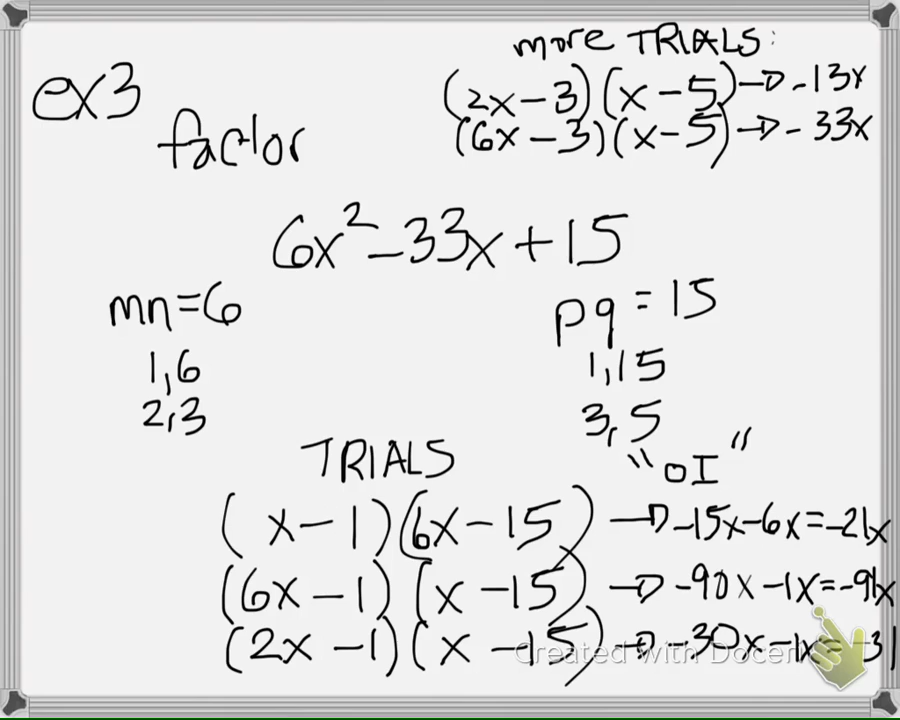 more TRIALS:
ex3
(2x-3)(x-5)→-13x
(6x-3)(x-5)→-33x
factor
6x²-33x+15
mn=6
pq=15
1,6
1,15
2,3
3,5
TRIALS
"OI"
(x-1)(6x-15)→-15x-6x=-21x
(6x-1)(x-15)→-90x-1x=-91x
(2x-1)(x-15)→-30x-1x=-31
Created with Docer